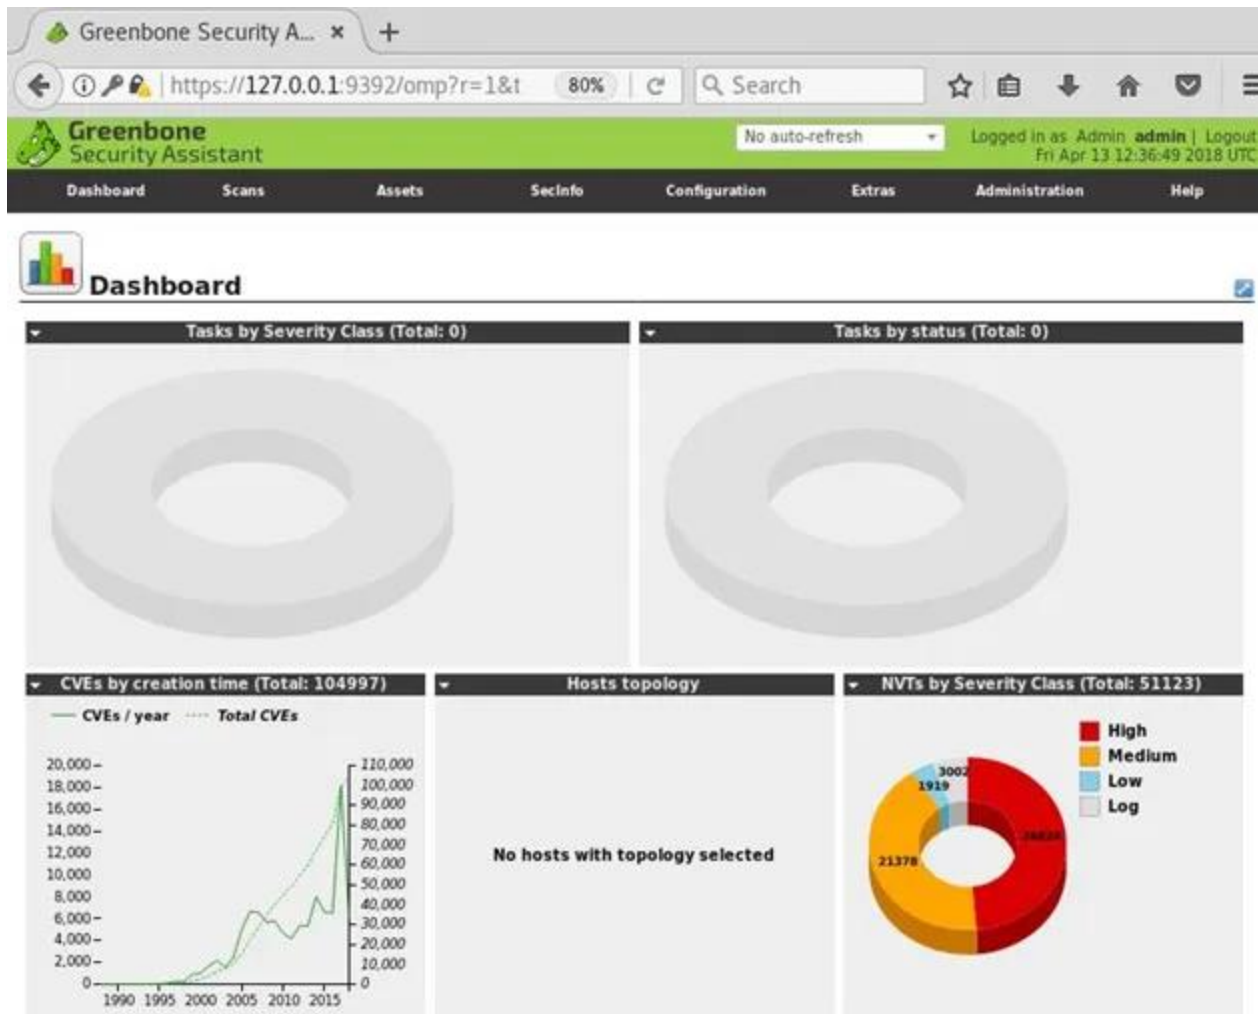 Greenbone Security A... × +
https://127.0.0.1:9392/omp?r=1&t 80% Search
Greenbone
Security Assistant
No auto-refresh
Logged in as Admin admin | Logout
Fri Apr 13 12:36:49 2018 UTC
Dashboard Scans Assets SecInfo Configuration Extras Administration Help
Dashboard
Tasks by Severity Class (Total: 0)
Tasks by status (Total: 0)
CVEs by creation time (Total: 104997)
CVEs / year Total CVEs
20,000
18,000
16,000
14,000
12,000
10,000
8,000
6,000
4,000
2,000
0
110,000
100,000
90,000
80,000
70,000
60,000
50,000
40,000
30,000
20,000
10,000
0
1990 1995 2000 2005 2010 2015
Hosts topology
No hosts with topology selected
NVTs by Severity Class (Total: 51123)
High
Medium
Low
Log
3002
1919
21378